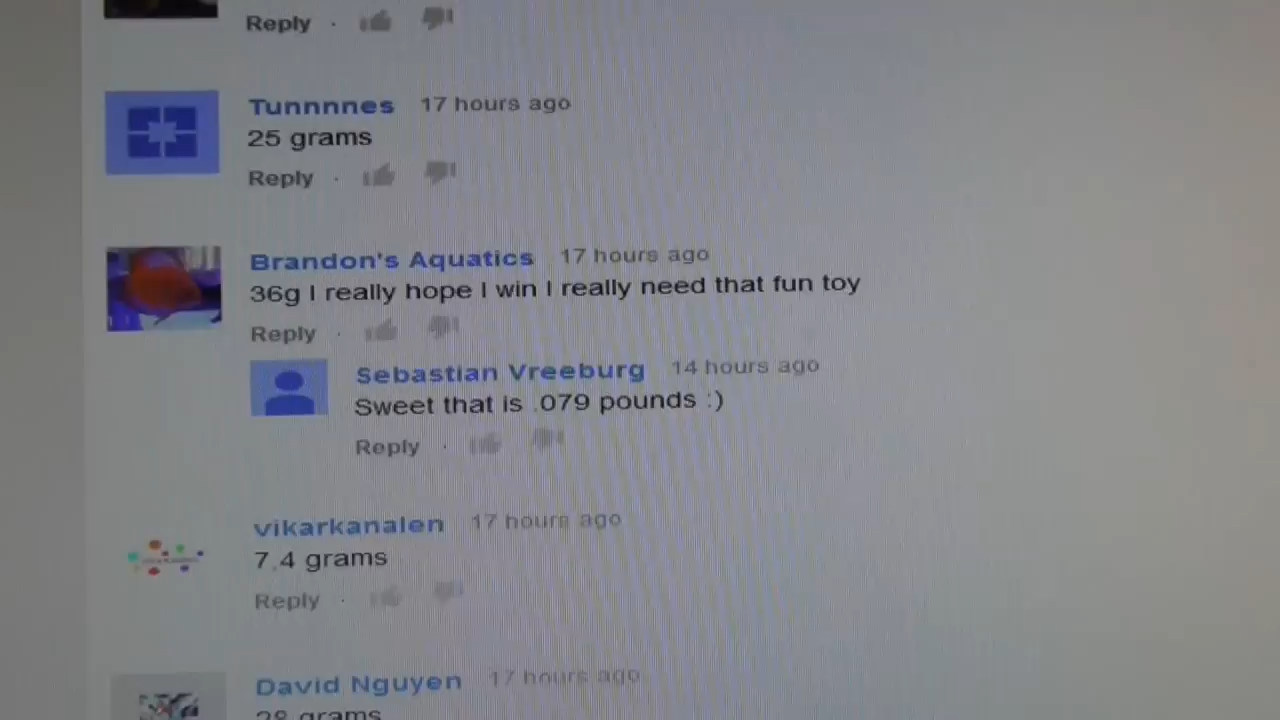 Reply ·
Tunnnnes 17 hours ago
25 grams
Reply ·
Brandon's Aquatics 17 hours ago
36g I really hope I win I really need that fun toy
Reply ·
Sebastian Vreeburg 14 hours ago
Sweet that is .079 pounds :)
Reply ·
vikarkanalen 17 hours ago
7.4 grams
Reply ·
David Nguyen 17 hours ago
28 grams